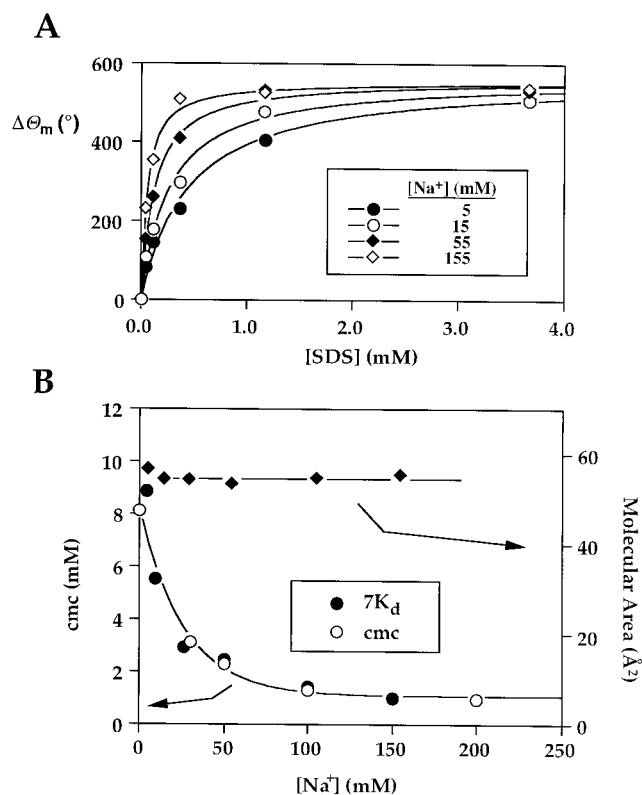 A
600
ΔΘm (°)
400
200
0
0.0 1.0 2.0 3.0 4.0
[SDS] (mM)
[Na+] (mM)
5
15
55
155
B
12
10
8
6
4
2
0
cmc (mM)
60
40
20
0
Molecular Area (Å2)
7Kd
cmc
0 50 100 150 200 250
[Na+] (mM)